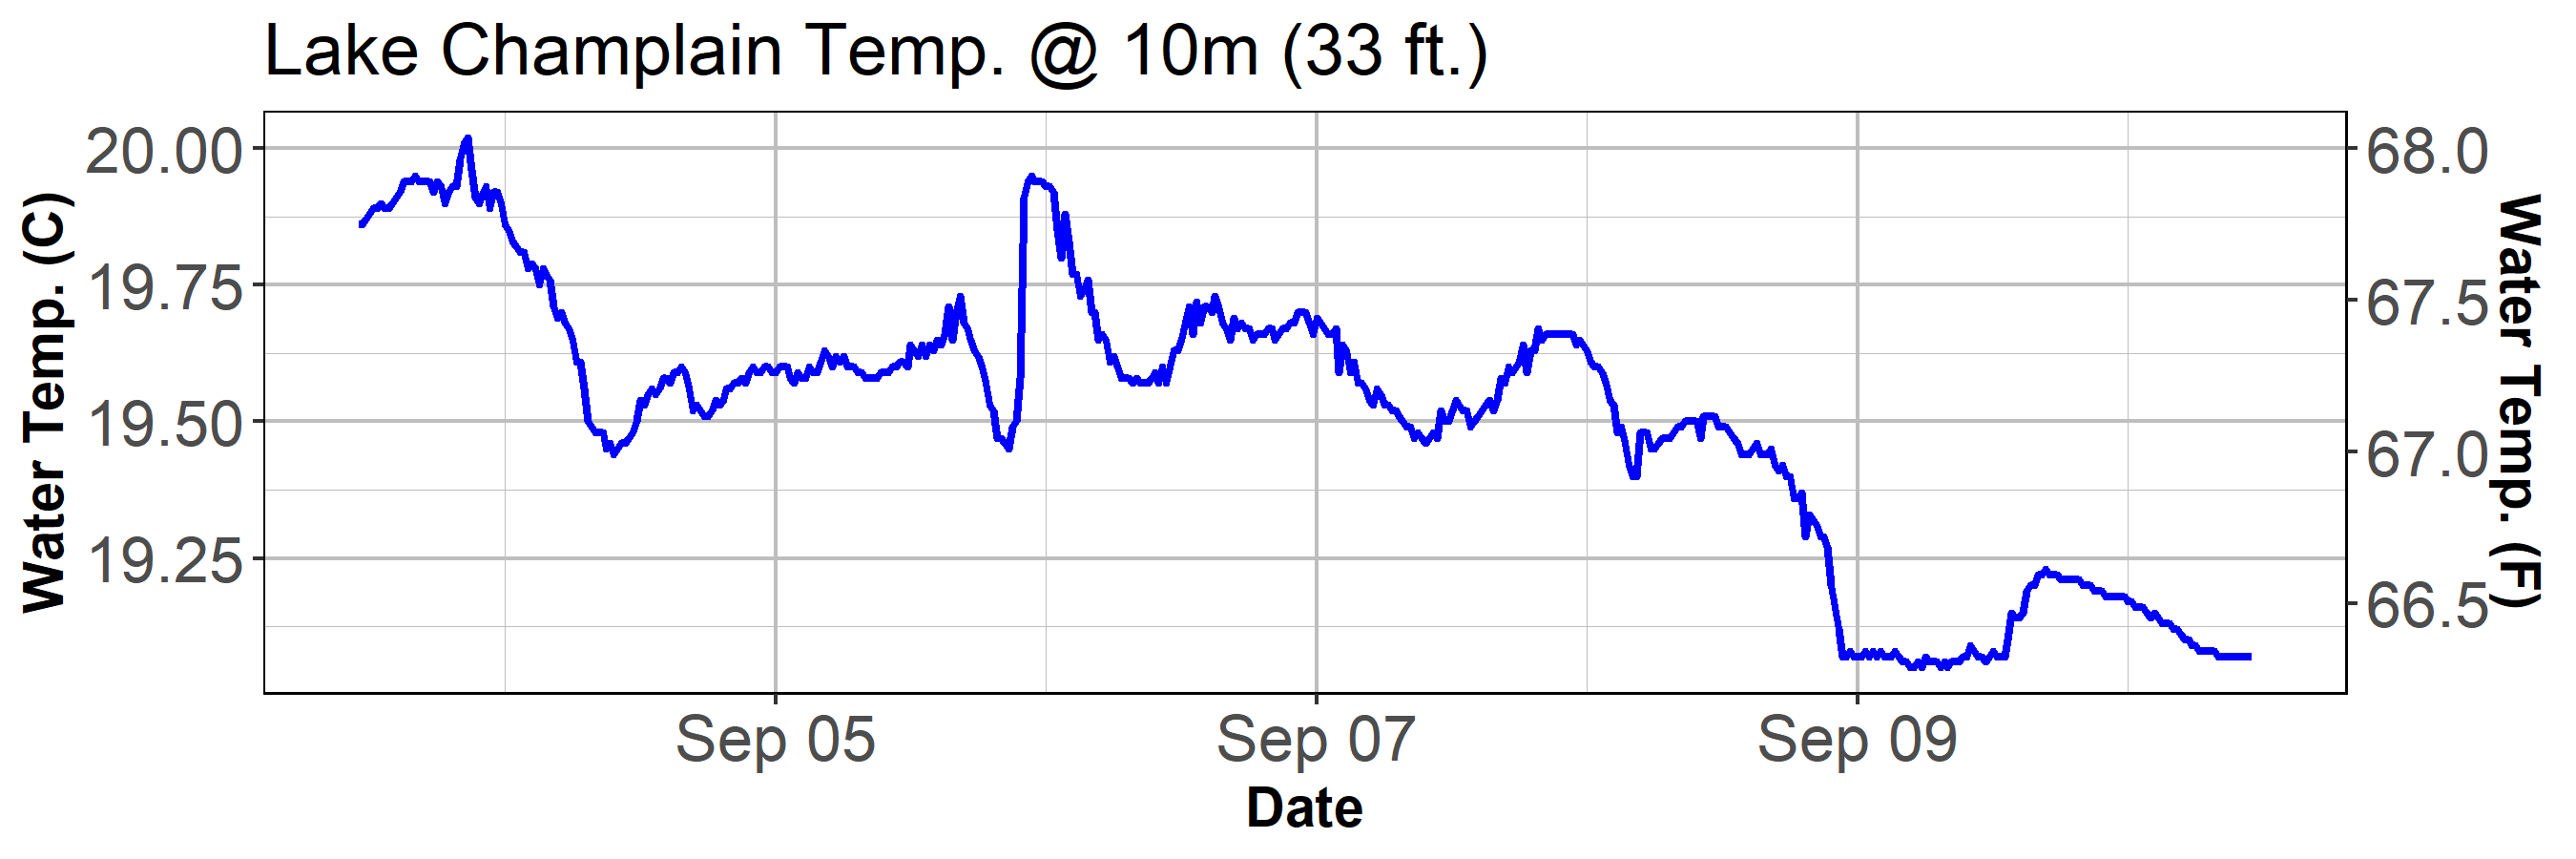 Lake Champlain Temp. @ 10m (33 ft.)
Water Temp. (C)
20.00
19.75
19.50
19.25
68.0
67.5
67.0
66.5
Water Temp. (F)
Sep 05 Sep 07 Sep 09
Date